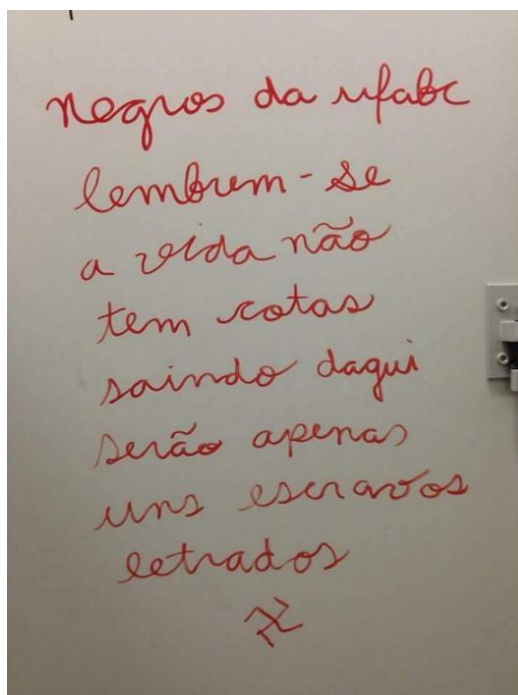 negros da ufabc
lembrem-se
a vida não
tem cotas
saindo daqui
serão apenas
uns escravos
letrados